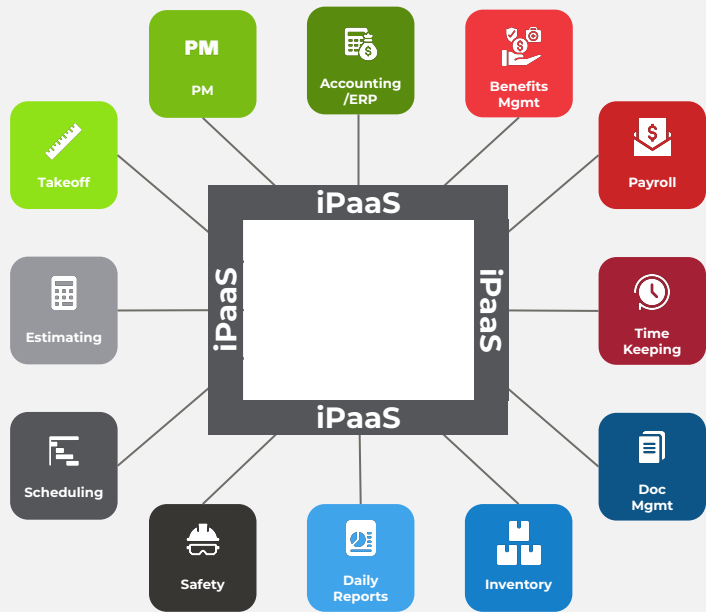 PM
PM
Accounting
/ERP
Benefits
Mgmt
Takeoff
Payroll
iPaaS
iPaaS
iPaaS
Estimating
Time
Keeping
iPaaS
Scheduling
Doc
Mgmt
Safety
Daily
Reports
Inventory